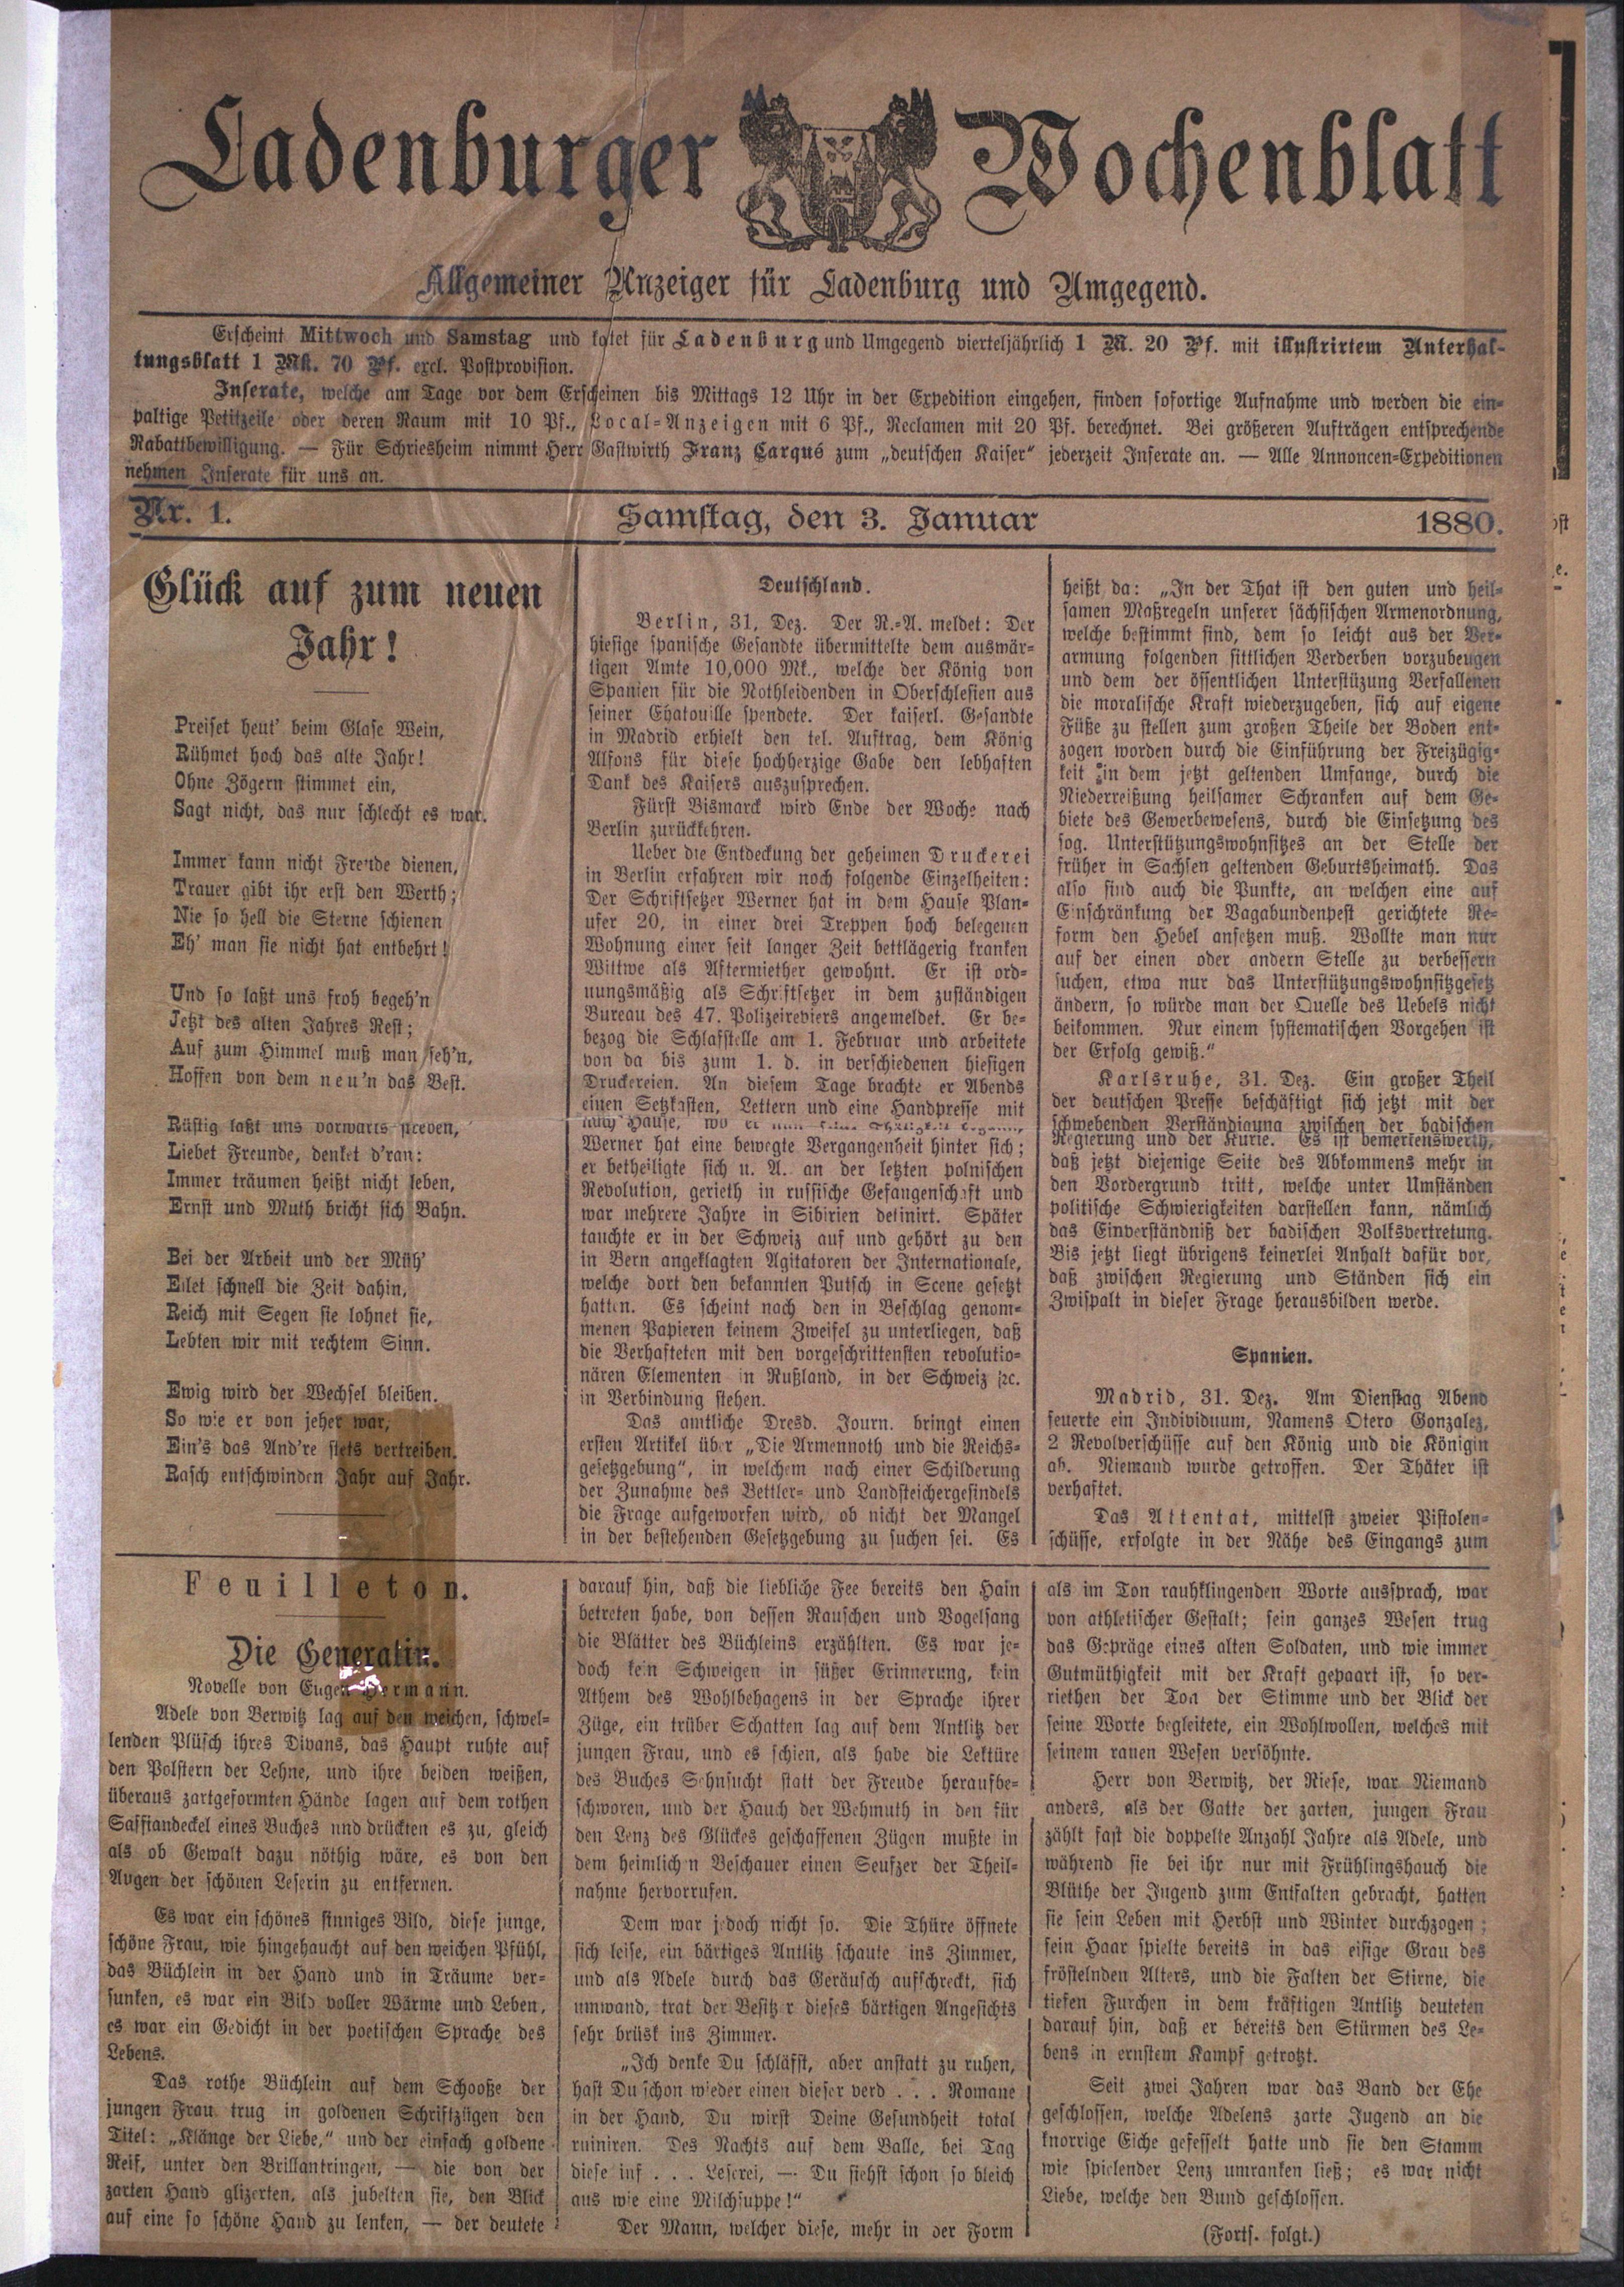 Ladenburger Wochenblatt
Allgemeiner Anzeiger für Ladenburg und Umgegend.
Erscheint Mittwoch und Samstag und kostet für Ladenburg und Umgegend vierteljährlich 1 M. 20 Pf. mit illustrirtem Unterhal-
tungsblatt 1 Mk. 70 Pf. excl. Postprovision.
Inserate, welche am Tage vor dem Erscheinen bis Mittags 12 Uhr in der Expedition eingehen, finden sofortige Aufnahme und werden die ein-
paltige Petitzeile oder deren Raum mit 10 Pf., Local-Anzeigen mit 6 Pf., Reclamen mit 20 Pf. berechnet. Bei größeren Aufträgen entsprechende
Rabattbewilligung. — Für Schriesheim nimmt Herr Gastwirth Franz Carqué zum „deutschen Kaiser“ jederzeit Inserate an. — Alle Annoncen-Expeditionen
nehmen Inserate für uns an.
Nr. 1. Samstag, den 3. Januar 1880.
Glück auf zum neuen
Jahr!
Preiset heut' beim Glase Wein,
Rühmet hoch das alte Jahr!
Ohne Zögern stimmet ein,
Sagt nicht, das nur schlecht es war.
Immer kann nicht Freude dienen,
Trauer gibt ihr erst den Werth;
Nie so hell die Sterne schienen
Eh' man sie nicht hat entbehrt!
Und so laßt uns froh begeh'n
Jetzt des alten Jahres Rest;
Auf zum Himmel muß man seh'n,
Hoffen von dem neu'n das Best.
Rüstig laßt uns vorwärts streben,
Liebet Freunde, denket d'ran:
Immer träumen heißt nicht leben,
Ernst und Muth bricht sich Bahn.
Bei der Arbeit und der Müh'
Eilet schnell die Zeit dahin,
Reich mit Segen sie lohnet sie,
Lebten wir mit rechtem Sinn.
Ewig wird der Wechsel bleiben.
So wie er von jeher war,
Ein's das And're stets vertreiben.
Rasch entschwinden Jahr auf Jahr.
Deutschland.
Berlin, 31. Dez. Der R.-A. meldet: Der
hiesige spanische Gesandte übermittelte dem auswär-
tigen Amte 10,000 Mk., welche der König von
Spanien für die Nothleidenden in Oberschlesien aus
seiner Chatouille spendete. Der kaiserl. Gesandte
in Madrid erhielt den tel. Auftrag, dem König
Alfons für diese hochherzige Gabe den lebhaften
Dank des Kaisers auszusprechen.
Fürst Bismarck wird Ende der Woche nach
Berlin zurückkehren.
Ueber die Entdeckung der geheimen Druckerei
in Berlin erfahren wir noch folgende Einzelheiten:
Der Schriftsetzer Werner hat in dem Hause Plan-
ufer 20, in einer drei Treppen hoch belegenen
Wohnung einer seit langer Zeit bettlägerig kranken
Wittwe als Aftermiether gewohnt. Er ist ord-
nungsmäßig als Schriftsetzer in dem zuständigen
Bureau des 47. Polizeireviers angemeldet. Er be-
bezog die Schlafstelle am 1. Februar und arbeitete
von da bis zum 1. d. in verschiedenen hiesigen
Druckereien. An diesem Tage brachte er Abends
einen Setzkasten, Lettern und eine Handpresse mit
nach Hause, wo er nun seine Thätigkeit begann,
Werner hat eine bewegte Vergangenheit hinter sich;
er betheiligte sich u. A. an der letzten polnischen
Revolution, gerieth in russische Gefangenschaft und
war mehrere Jahre in Sibirien detinirt. Später
tauchte er in der Schweiz auf und gehört zu den
in Bern angeklagten Agitatoren der Internationale,
welche dort den bekannten Putsch in Scene gesetzt
hatten. Es scheint nach den in Beschlag genom-
menen Papieren keinem Zweifel zu unterliegen, daß
die Verhafteten mit den vorgeschrittensten revolutio-
nären Elementen in Rußland, in der Schweiz ꝛc.
in Verbindung stehen.
Das amtliche Dresd. Journ. bringt einen
ersten Artikel über „Die Armennoth und die Reichs-
gesetzgebung“, in welchem nach einer Schilderung
der Zunahme des Bettler- und Landsteichergesindels
die Frage aufgeworfen wird, ob nicht der Mangel
in der bestehenden Gesetzgebung zu suchen sei. Es
heißt da: „In der That ist den guten und heil-
samen Maßregeln unserer sächsischen Armenordnung,
welche bestimmt sind, dem so leicht aus der Ver-
armung folgenden sittlichen Verderben vorzubeugen
und dem der öffentlichen Unterstüzung Verfallenen
die moralische Kraft wiederzugeben, sich auf eigene
Füße zu stellen zum großen Theile der Boden ent-
zogen worden durch die Einführung der Freizügig-
keit in dem jetzt geltenden Umfange, durch die
Niederreißung heilsamer Schranken auf dem Ge-
biete des Gewerbewesens, durch die Einsetzung des
sog. Unterstützungswohnsitzes an der Stelle der
früher in Sachsen geltenden Geburtsheimath. Das
also sind auch die Punkte, an welchen eine auf
Einschränkung der Vagabundenpest gerichtete Re-
form den Hebel ansetzen muß. Wollte man nur
auf der einen oder andern Stelle zu verbessern
suchen, etwa nur das Unterstützungswohnsitzgesetz
ändern, so würde man der Quelle des Uebels nicht
beikommen. Nur einem systematischen Vorgehen ist
der Erfolg gewiß.“
Karlsruhe, 31. Dez. Ein großer Theil
der deutschen Presse beschäftigt sich jetzt mit der
schwebenden Verständigung zwischen der badischen
Regierung und der Kurie. Es ist bemerkenswerth,
daß jetzt diejenige Seite des Abkommens mehr in
den Vordergrund tritt, welche unter Umständen
politische Schwierigkeiten darstellen kann, nämlich
das Einverständniß der badischen Volksvertretung.
Bis jetzt liegt übrigens keinerlei Anhalt dafür vor,
daß zwischen Regierung und Ständen sich ein
Zwispalt in dieser Frage herausbilden werde.
Spanien.
Madrid, 31. Dez. Am Dienstag Abend
feuerte ein Individuum, Namens Otero Gonzalez,
2 Revolverschüsse auf den König und die Königin
ab. Niemand wurde getroffen. Der Thäter ist
verhaftet.
Das Attentat, mittelst zweier Pistolen-
schüsse, erfolgte in der Nähe des Eingangs zum
Feuilleton.
Die Generalin.
Novelle von Eugen Hermann.
Adele von Berwitz lag auf den weichen, schwel-
lenden Plüsch ihres Divans, das Haupt ruhte auf
den Polstern der Lehne, und ihre beiden weißen,
überaus zartgeformten Hände lagen auf dem rothen
Saffiandeckel eines Buches und drückten es zu, gleich
als ob Gewalt dazu nöthig wäre, es von den
Augen der schönen Leserin zu entfernen.
Es war ein schönes sinniges Bild, diese junge,
schöne Frau, wie hingehaucht auf den weichen Pfühl,
das Büchlein in der Hand und in Träume ver-
sunken, es war ein Bild voller Wärme und Leben,
es war ein Gedicht in der poetischen Sprache des
Lebens.
Das rothe Büchlein auf dem Schooße der
jungen Frau trug in goldenen Schriftzügen den
Titel: „Klänge der Liebe,“ und der einfach goldene
Reif, unter den Brillantringen, — die von der
zarten Hand glizerten, als jubelten sie, den Blick
auf eine so schöne Hand zu lenken, — der deutete
darauf hin, daß die liebliche Fee bereits den Hain
betreten habe, von dessen Rauschen und Vogelsang
die Blätter des Büchleins erzählten. Es war je-
doch kein Schweigen in süßer Erinnerung, kein
Athem des Wohlbehagens in der Sprache ihrer
Züge, ein trüber Schatten lag auf dem Antlitz der
jungen Frau, und es schien, als habe die Lektüre
des Buches Sehnsucht statt der Freude heraufbe-
schworen, und der Hauch der Wehmuth in den für
den Lenz des Glückes geschaffenen Zügen mußte in
dem heimlich n Beschauer einen Seufzer der Theil-
nahme hervorrufen.
Dem war jedoch nicht so. Die Thüre öffnete
sich leise, ein bärtiges Antlitz schaute ins Zimmer,
und als Adele durch das Geräusch aufschreckt, sich
umwand, trat der Besitz r dieses bärtigen Angesichts
sehr brüsk ins Zimmer.
„Ich denke Du schläfst, aber anstatt zu ruhen,
hast Du schon wieder einen dieser verd . . . Romane
in der Hand, Du wirst Deine Gesundheit total
ruiniren. Des Nachts auf dem Balle, bei Tag
diese inf . . . Leserei, — Du siehst schon so bleich
aus wie eine Milchsuppe!“
Der Mann, welcher diese, mehr in der Form
als im Ton rauhklingenden Worte aussprach, war
von athletischer Gestalt; sein ganzes Wesen trug
das Gepräge eines alten Soldaten, und wie immer
Gutmüthigkeit mit der Kraft gepaart ist, so ver-
riethen der Ton der Stimme und der Blick der
seine Worte begleitete, ein Wohlwollen, welches mit
seinem rauen Wesen versöhnte.
Herr von Berwitz, der Riese, war Niemand
anders, als der Gatte der zarten, jungen Frau
zählt fast die doppelte Anzahl Jahre als Adele, und
während sie bei ihr nur mit Frühlingshauch die
Blüthe der Jugend zum Entfalten gebracht, hatten
sie sein Leben mit Herbst und Winter durchzogen;
sein Haar spielte bereits in das eisige Grau des
fröstelnden Alters, und die Falten der Stirne, die
tiefen Furchen in dem kräftigen Antlitz deuteten
darauf hin, daß er bereits den Stürmen des Le-
bens in ernstem Kampf getrotzt.
Seit zwei Jahren war das Band der Ehe
geschlossen, welche Adelens zarte Jugend an die
knorrige Eiche gefesselt hatte und sie den Stamm
wie spielender Lenz umranken ließ; es war nicht
Liebe, welche den Bund geschlossen.
(Forts. folgt.)